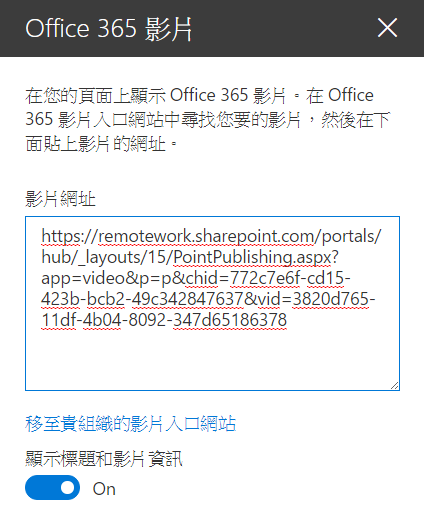 Office 365 影片
在您的頁面上顯示 Office 365 影片。在 Office
365 影片入口網站中尋找您要的影片，然後在下
面貼上影片的網址。
影片網址
https://remotework.sharepoint.com/portals/
hub/_layouts/15/PointPublishing.aspx?
app=video&p=p&chid=772c7e6f-cd15-
423b-bcb2-49c342847637&vid=3820d765-
11df-4b04-8092-347d65186378
移至貴組織的影片入口網站
顯示標題和影片資訊
On